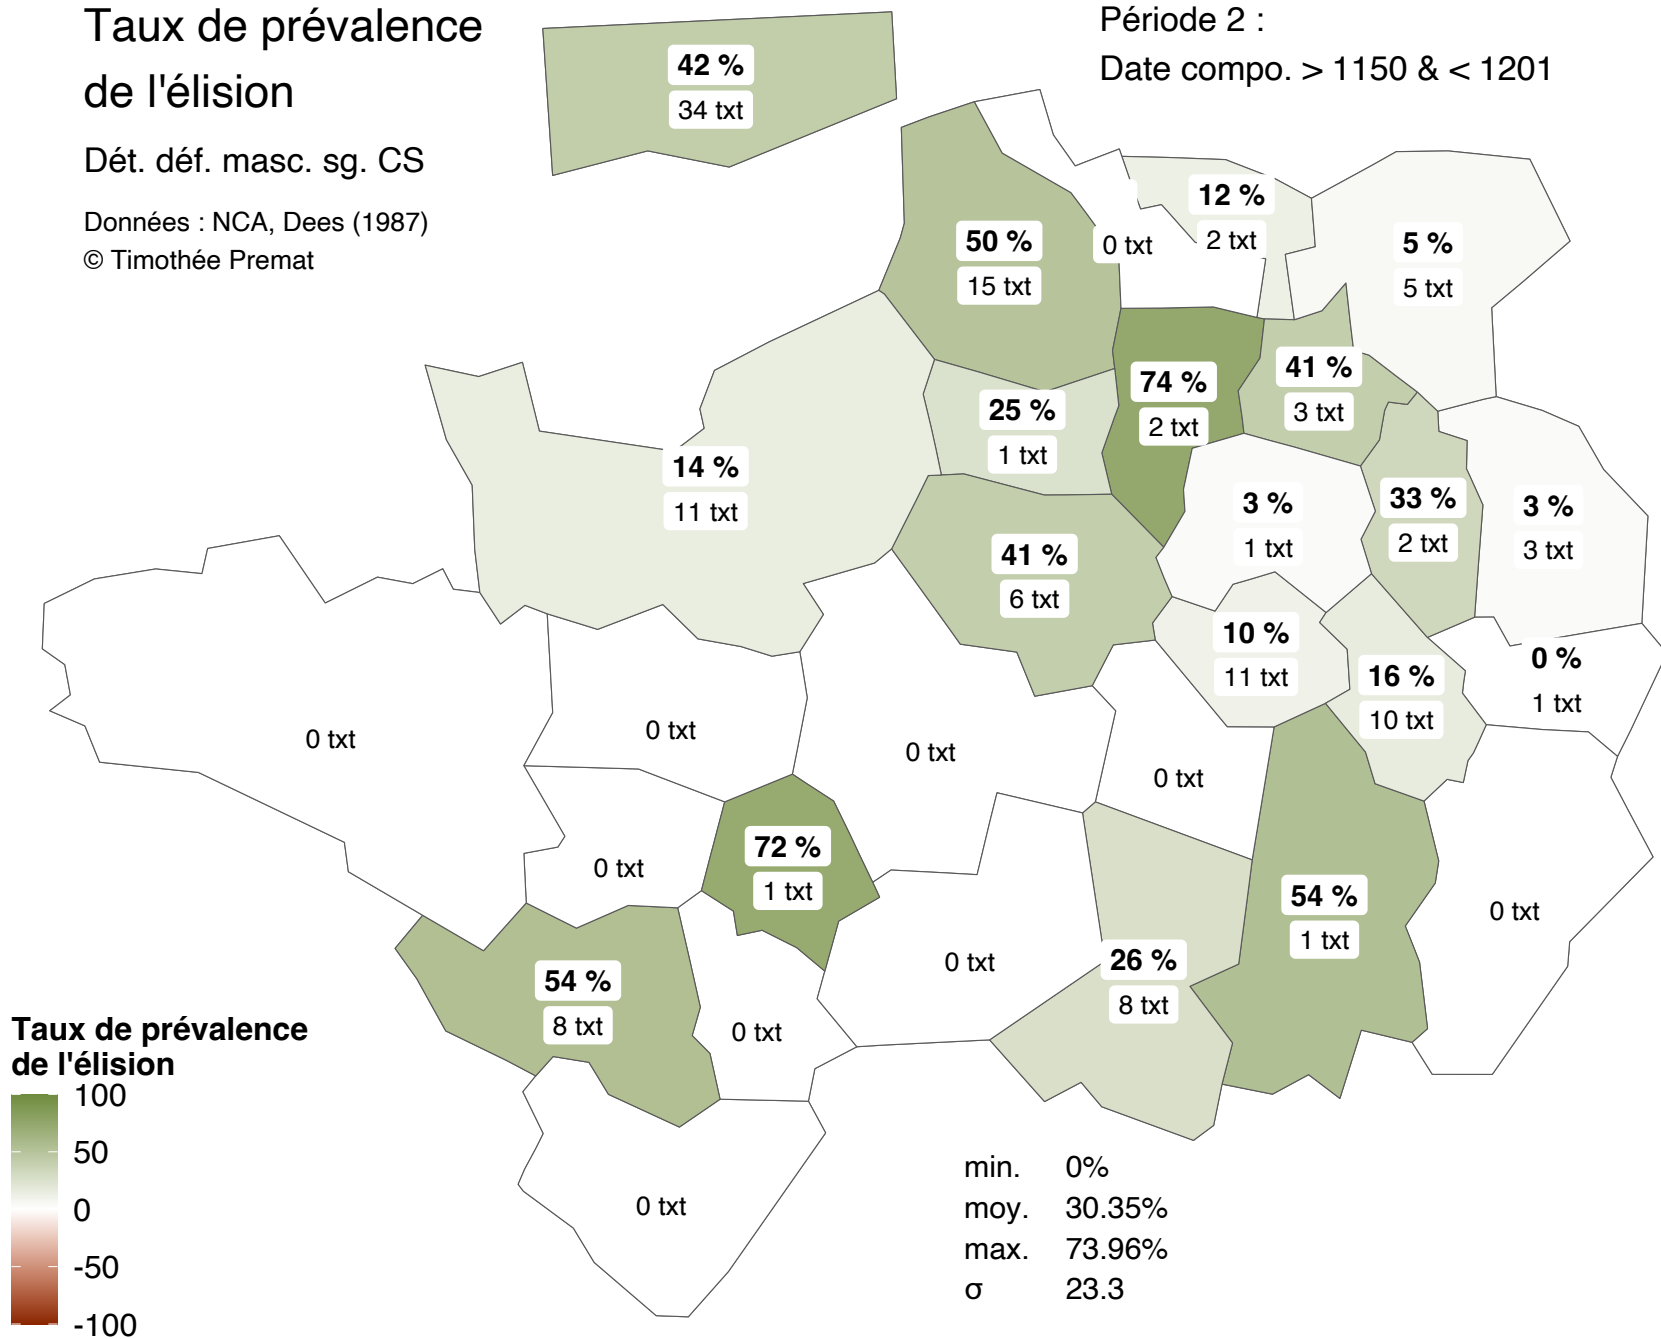 Taux de prévalence
de l'élision
Dét. déf. masc. sg. CS
Données : NCA, Dees (1987)
© Timothée Premat
Période 2 :
Date compo. > 1150 & < 1201
42 %
34 txt
50 %
15 txt
0 txt
12 %
2 txt
5 %
5 txt
74 %
2 txt
41 %
3 txt
25 %
1 txt
14 %
11 txt
3 %
1 txt
33 %
2 txt
3 %
3 txt
41 %
6 txt
10 %
11 txt
16 %
10 txt
0 %
1 txt
0 txt
0 txt
0 txt
0 txt
0 txt
72 %
1 txt
54 %
1 txt
0 txt
54 %
8 txt
0 txt
0 txt
26 %
8 txt
0 txt
Taux de prévalence
de l'élision
100
50
0
-50
-100
min. 0%
moy. 30.35%
max. 73.96%
σ 23.3